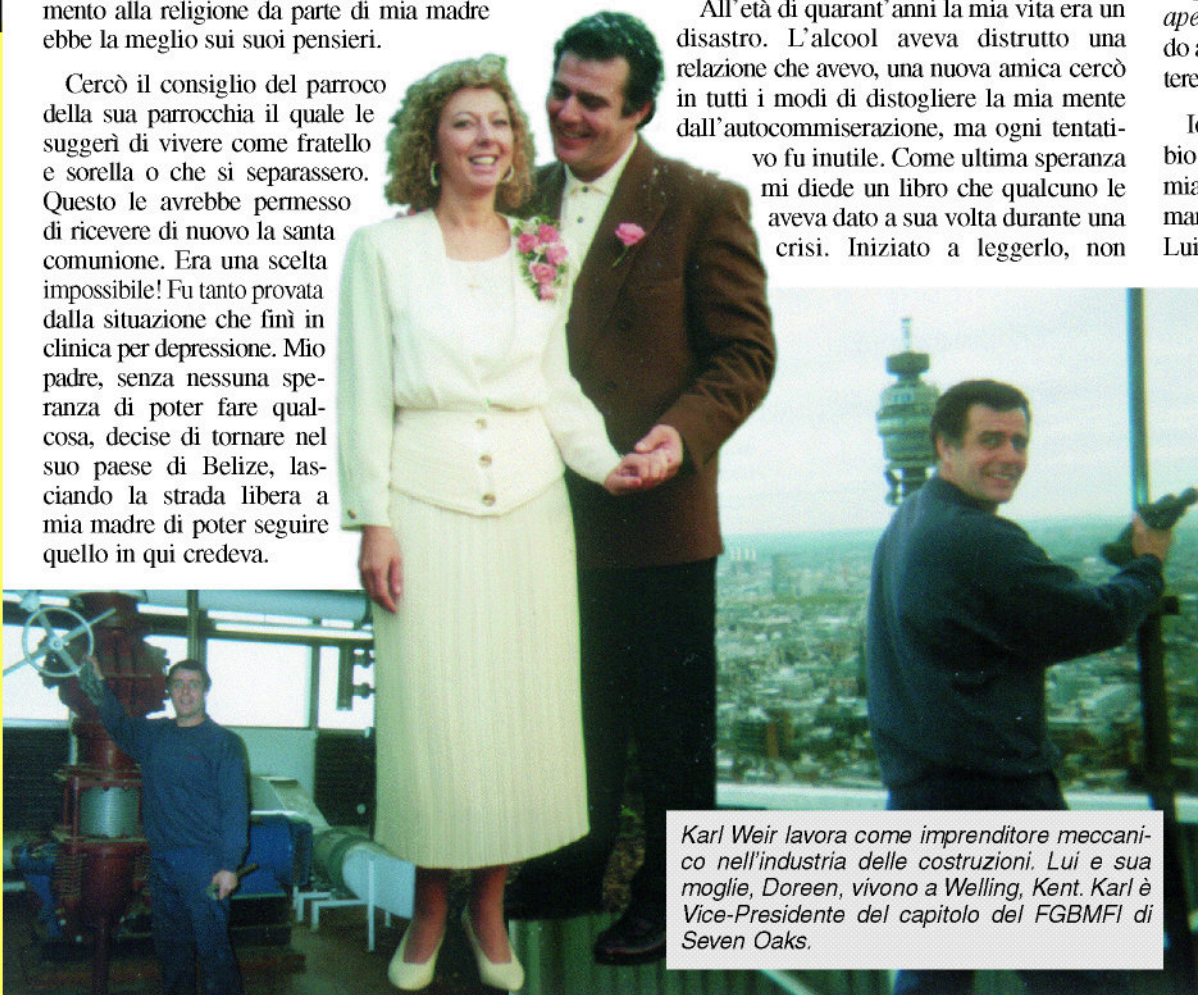 mento alla religione da parte di mia madre
ebbe la meglio sui suoi pensieri.
Cercò il consiglio del parroco
della sua parrocchia il quale le
suggerì di vivere come fratello
e sorella o che si separassero.
Questo le avrebbe permesso
di ricevere di nuovo la santa
comunione. Era una scelta
impossibile! Fu tanto provata
dalla situazione che finì in
clinica per depressione. Mio
padre, senza nessuna spe-
ranza di poter fare qual-
cosa, decise di tornare nel
suo paese di Belize, las-
ciando la strada libera a
mia madre di poter seguire
quello in qui credeva.
All'età di quarant'anni la mia vita era un
disastro. L'alcool aveva distrutto una
relazione che avevo, una nuova amica cercò
in tutti i modi di distogliere la mia mente
dall'autocommiserazione, ma ogni tentati-
vo fu inutile. Come ultima speranza
mi diede un libro che qualcuno le
aveva dato a sua volta durante una
crisi. Iniziato a leggerlo, non
Karl Weir lavora come imprenditore meccani-
co nell'industria delle costruzioni. Lui e sua
moglie, Doreen, vivono a Welling, Kent. Karl è
Vice-Presidente del capitolo del FGBMFI di
Seven Oaks.
do a
tere
bio
mia
Lui